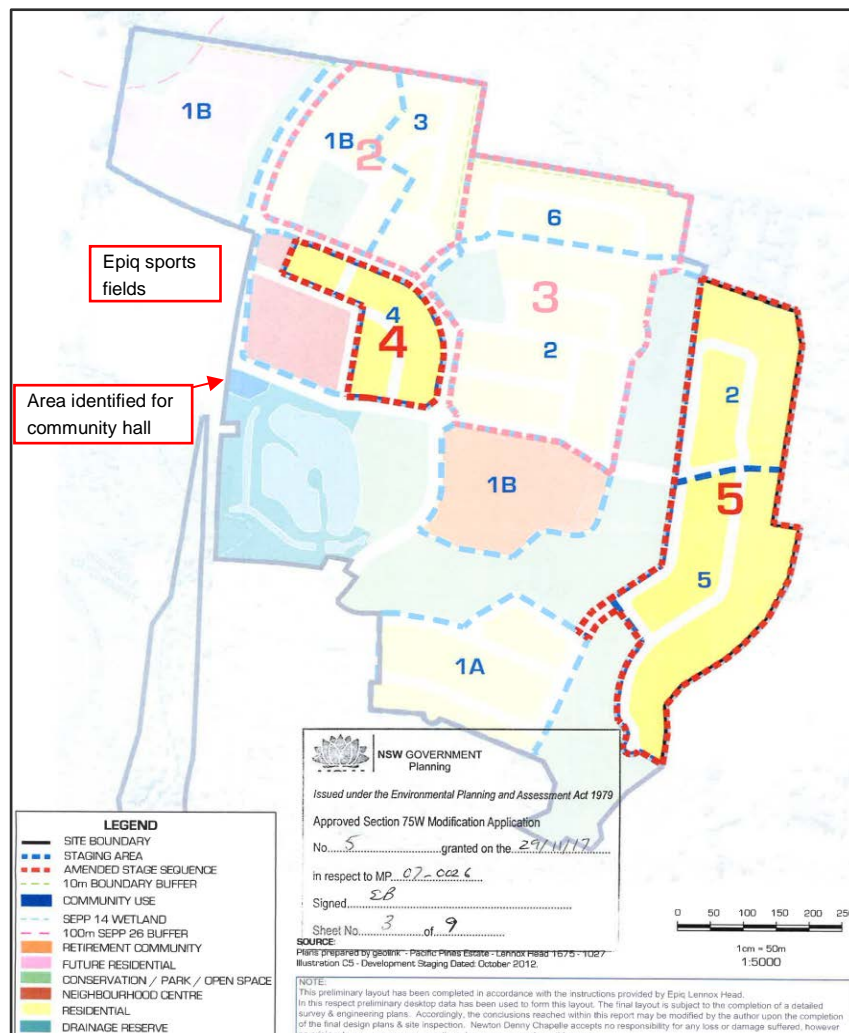 1B
3
1B
2
6
Epiq sports
fields
4
4
3
2
Area identified for
community hall
2
1B
5
5
1A
NSW GOVERNMENT
Planning
Issued under the Environmental Planning and Assessment Act 1979
Approved Section 75W Modification Application
No. 5 granted on the 29/11/17
in respect to MP 07-0026
Signed EB
Sheet No. 3 of 9
LEGEND
SITE BOUNDARY
STAGING AREA
AMENDED STAGE SEQUENCE
10m BOUNDARY BUFFER
COMMUNITY USE
SEPP 14 WETLAND
100m SEPP 26 BUFFER
RETIREMENT COMMUNITY
FUTURE RESIDENTIAL
CONSERVATION / PARK / OPEN SPACE
NEIGHBOURHOOD CENTRE
RESIDENTIAL
DRAINAGE RESERVE
0 50 100 150 200 250
1cm = 50m
1:5000
SOURCE:
Plans prepared by geolink - Pacific Pines Estate - Lennox Head 1675 - 1027
Illustration C5 - Development Staging Dated: October 2012.
NOTE:
This preliminary layout has been completed in accordance with the instructions provided by Epiq Lennox Head.
In this respect preliminary desktop data has been used to form this layout. The final layout is subject to the completion of a detailed
survey & engineering plans. Accordingly, the conclusions reached within this report may be modified by the author upon the completion
of the final design plans & site inspection. Newton Denny Chapelle accepts no responsibility for any loss or damage suffered, however